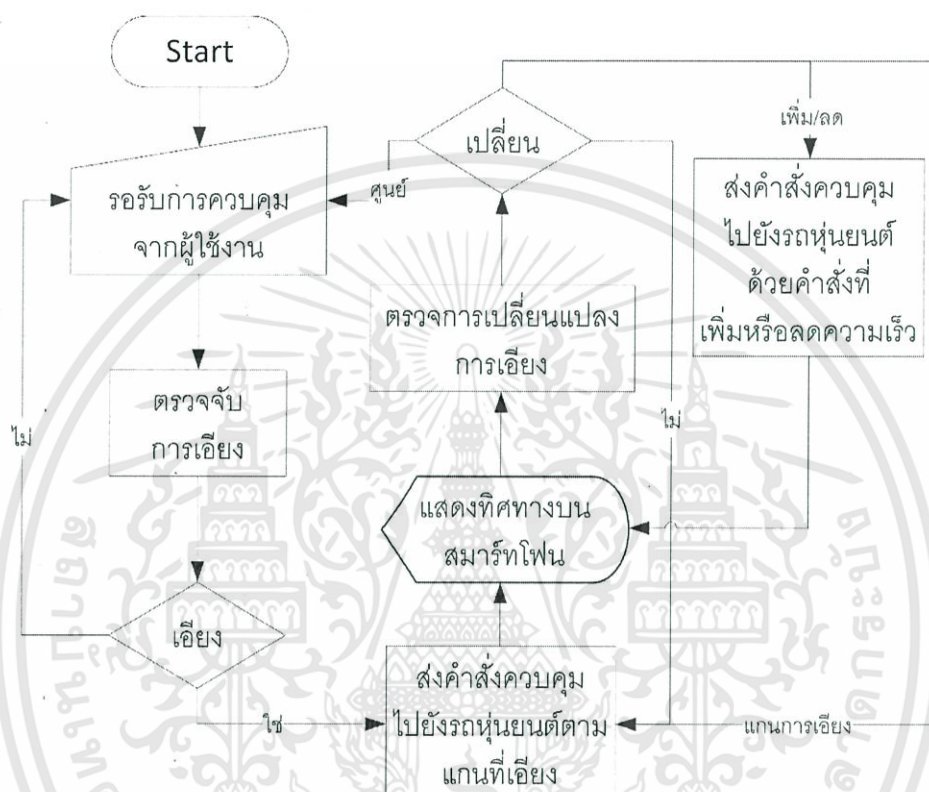 Start
รอรับการควบคุม
จากผู้ใช้งาน
ตรวจจับ
การเอียง
เอียง
ไม่
ใช่
ส่งคำสั่งควบคุม
ไปยังรถหุ่นยนต์ตาม
แกนที่เอียง
แสดงทิศทางบน
สมาร์ทโฟน
ตรวจการเปลี่ยนแปลง
การเอียง
เปลี่ยน
ศูนย์
ไม่
เพิ่ม/ลด
ส่งคำสั่งควบคุม
ไปยังรถหุ่นยนต์
ด้วยคำสั่งที่
เพิ่มหรือลดความเร็ว
แกนการเอียง